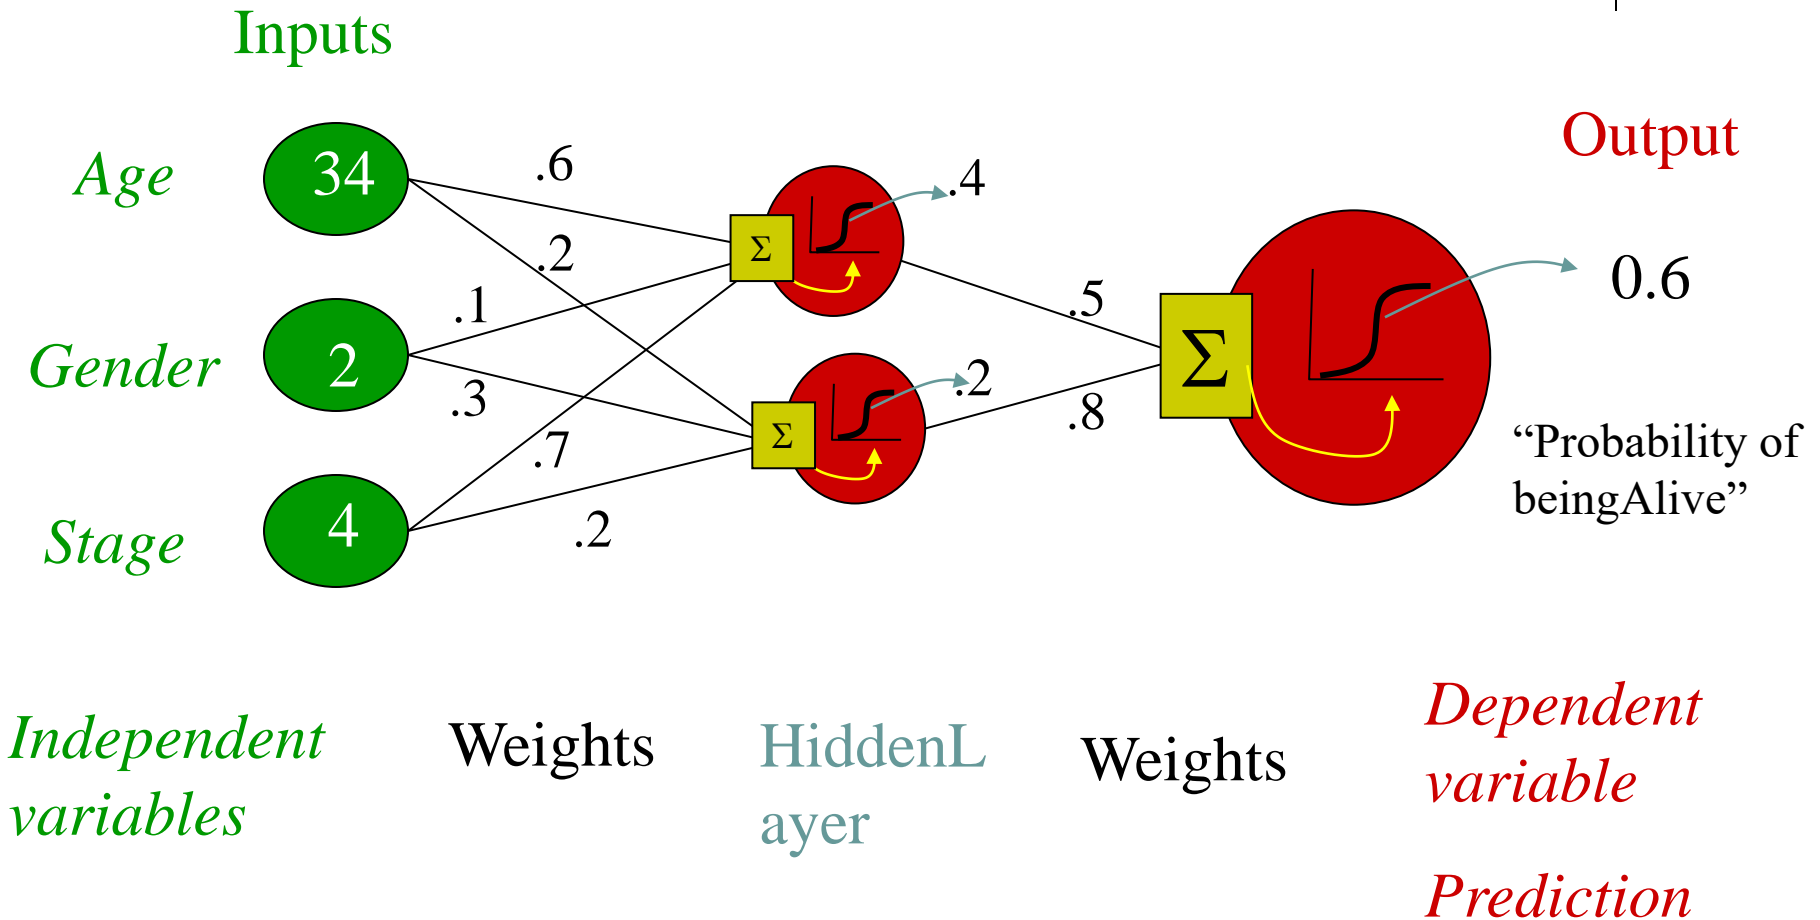 Inputs
Output
Age
34
.6
Σ
.4
.2
Gender
2
.1
.5
Σ
0.6
.3
Σ
.2
.8
.7
“Probability of
beingAlive”
Stage
4
.2
Independent
variables
Weights
HiddenL
ayer
Weights
Dependent
variable
Prediction